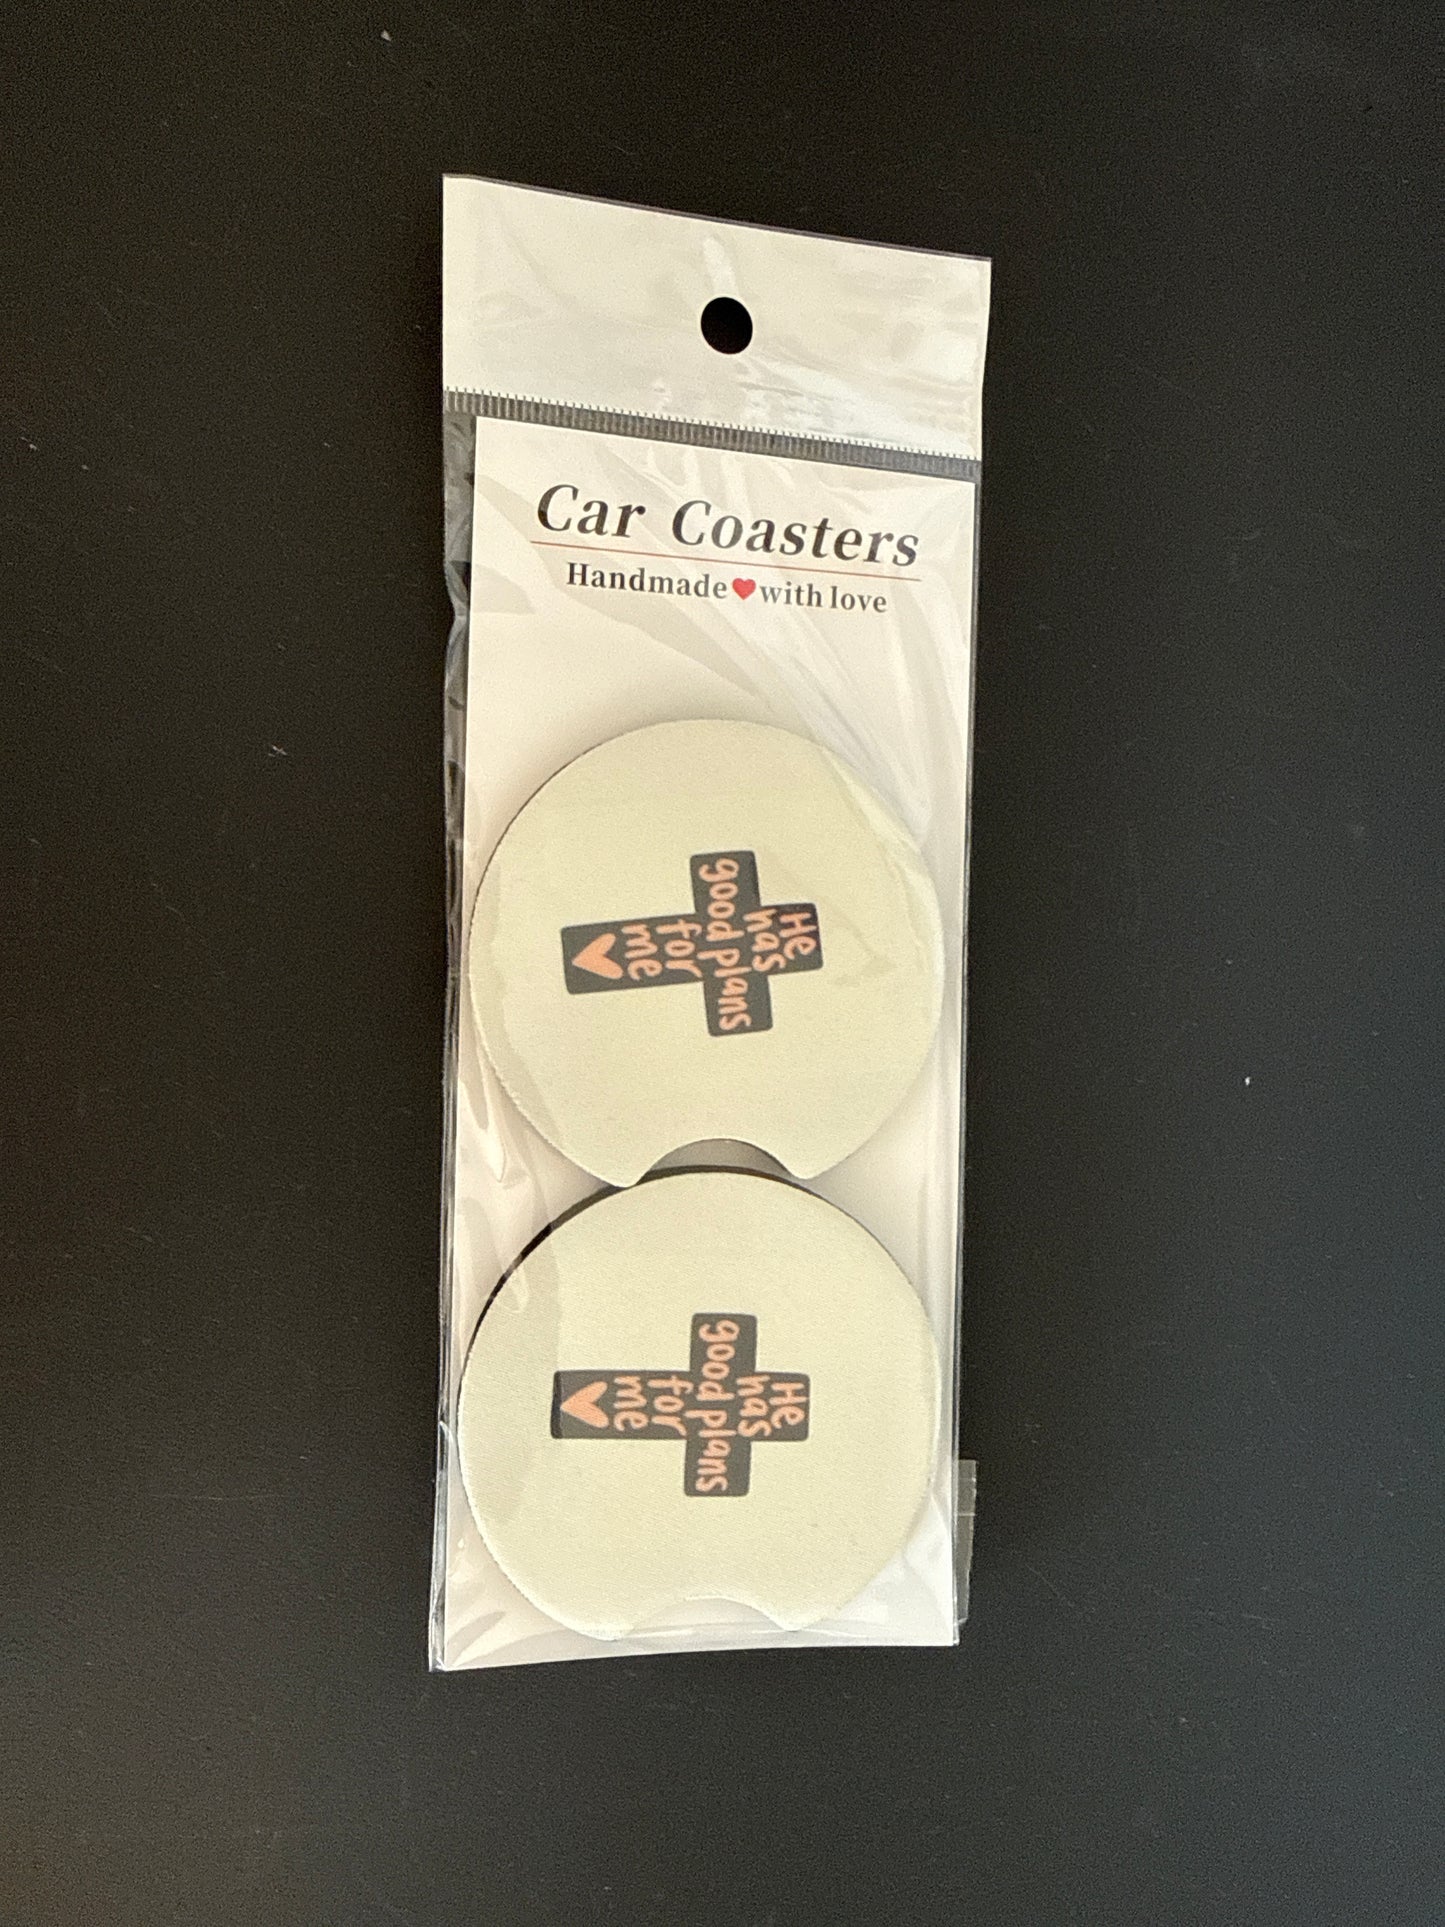 Car Coasters
Handmade❤with love
He
has
good plans
for
me
He
has
good plans
for
me